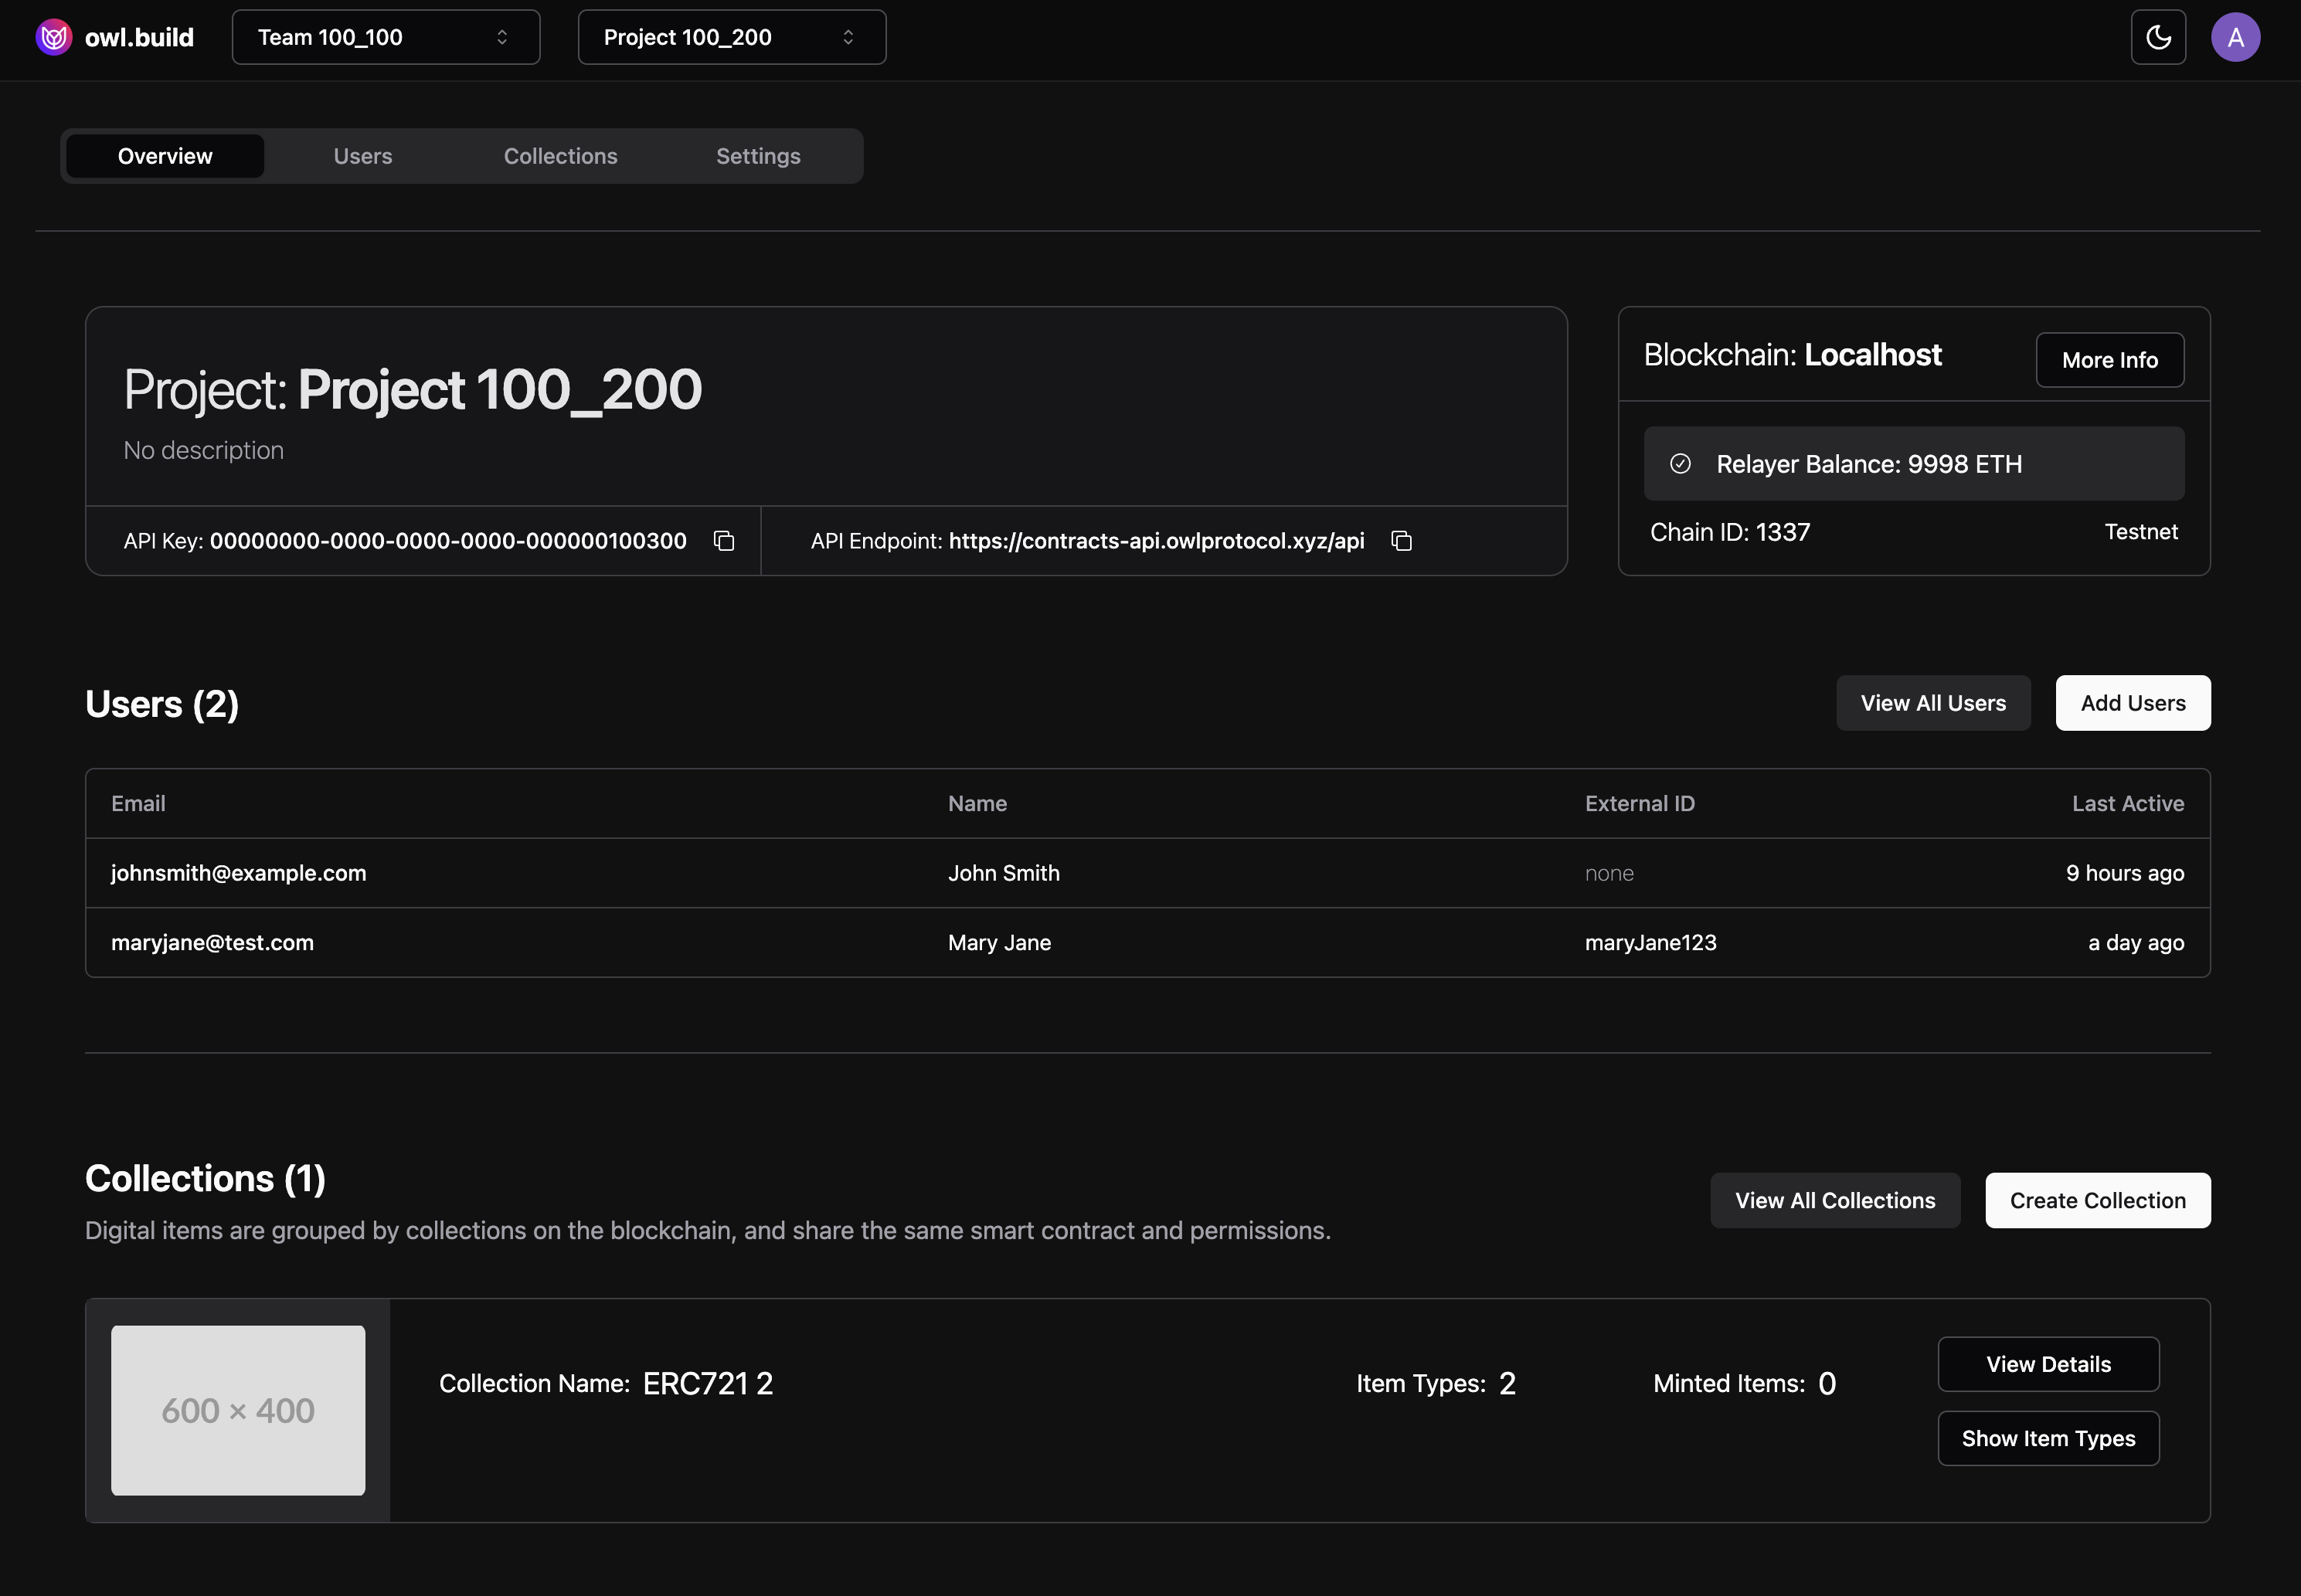 owl.build
Team 100_100
Project 100_200
A
Overview
Users
Collections
Settings
Project: Project 100_200
No description
API Key: 00000000-0000-0000-0000-000000100300
API Endpoint: https://contracts-api.owlprotocol.xyz/api
Blockchain: Localhost
More Info
Relayer Balance: 9998 ETH
Chain ID: 1337
Testnet
Users (2)
View All Users
Add Users
Email
Name
External ID
Last Active
johnsmith@example.com
John Smith
none
9 hours ago
maryjane@test.com
Mary Jane
maryJane123
a day ago
Collections (1)
Digital items are grouped by collections on the blockchain, and share the same smart contract and permissions.
View All Collections
Create Collection
600 × 400
Collection Name: ERC721 2
Item Types: 2
Minted Items: 0
View Details
Show Item Types